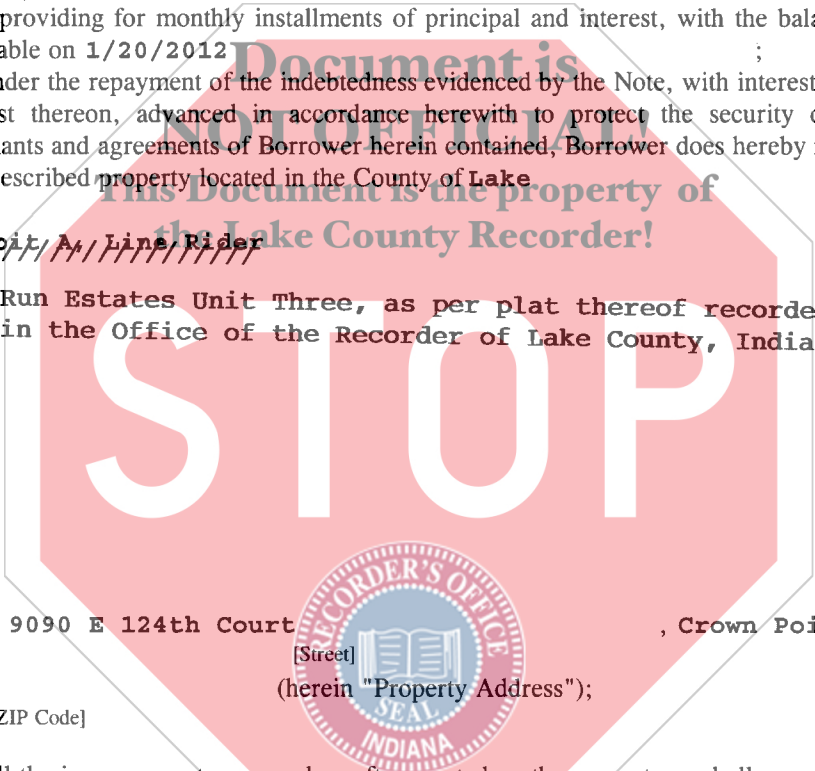 providing for monthly installments of principal and interest, with the bala
able on 1/20/2012 ;
Document is
nder the repayment of the indebtedness evidenced by the Note, with interest
st thereon, advanced in accordance herewith to protect the security o
NOT OFFICIAL!
ants and agreements of Borrower herein contained, Borrower does hereby
escribed property located in the County of Lake
This Document is the property of
the Lake County Recorder!
A, Line Rider
Run Estates Unit Three, as per plat thereof recorde
in the Office of the Recorder of Lake County, India
STOP
RECORDER'S OFFICE
9090 E 124th Court , Crown Poi
[Street]
(herein "Property Address");
ZIP Code]
SEAL
INDIANA